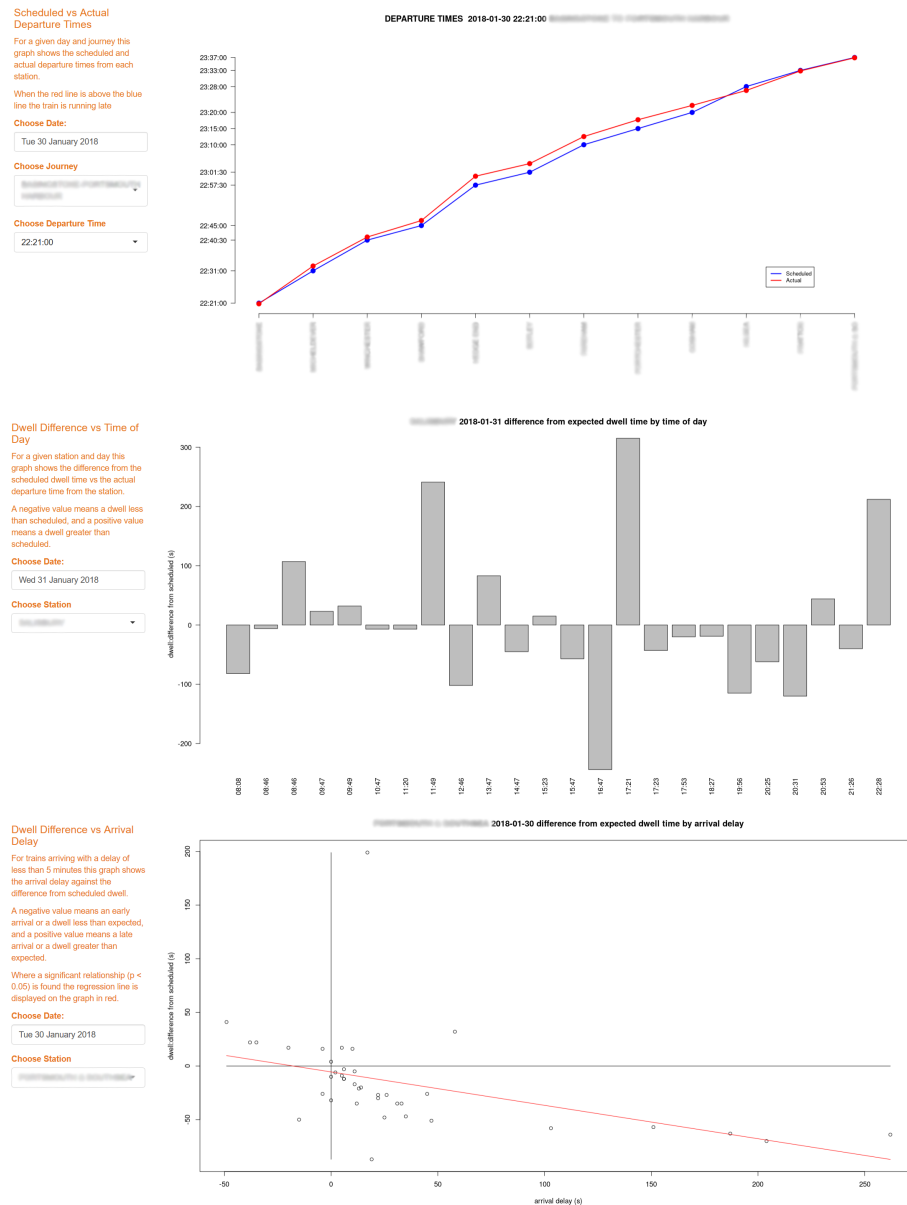 Scheduled vs Actual
Departure Times
For a given day and journey this
graph shows the scheduled and
actual departure times from each
station.
When the red line is above the blue
line the train is running late
Choose Date:
Tue 30 January 2018
Choose Journey
Choose Departure Time
22:21:00
DEPARTURE TIMES 2018-01-30 22:21:00
23:37:00
23:33:00
23:28:00
23:20:00
23:15:00
23:10:00
23:01:30
22:57:30
22:45:00
22:40:30
22:31:00
22:21:00
Scheduled
Actual
Dwell Difference vs Time of
Day
For a given station and day this
graph shows the difference from the
scheduled dwell time vs the actual
departure time from the station.
A negative value means a dwell less
than scheduled, and a positive value
means a dwell greater than
scheduled.
Choose Date:
Wed 31 January 2018
Choose Station
2018-01-31 difference from expected dwell time by time of day
dwell:difference from scheduled (s)
300
200
100
0
-100
-200
08:08
08:46
08:46
09:47
09:49
10:47
11:20
11:49
12:46
13:47
14:47
15:23
15:47
16:47
17:21
17:23
17:53
18:27
19:56
20:25
20:31
20:53
21:26
22:28
Dwell Difference vs Arrival
Delay
For trains arriving with a delay of
less than 5 minutes this graph shows
the arrival delay against the
difference from scheduled dwell.
A negative value means an early
arrival or a dwell less than expected,
and a positive value means a late
arrival or a dwell greater than
expected.
Where a significant relationship (p <
0.05) is found the regression line is
displayed on the graph in red.
Choose Date:
Tue 30 January 2018
Choose Station
2018-01-30 difference from expected dwell time by arrival delay
dwell:difference from scheduled (s)
200
150
100
50
0
-50
-50
0
50
100
150
200
250
arrival delay (s)